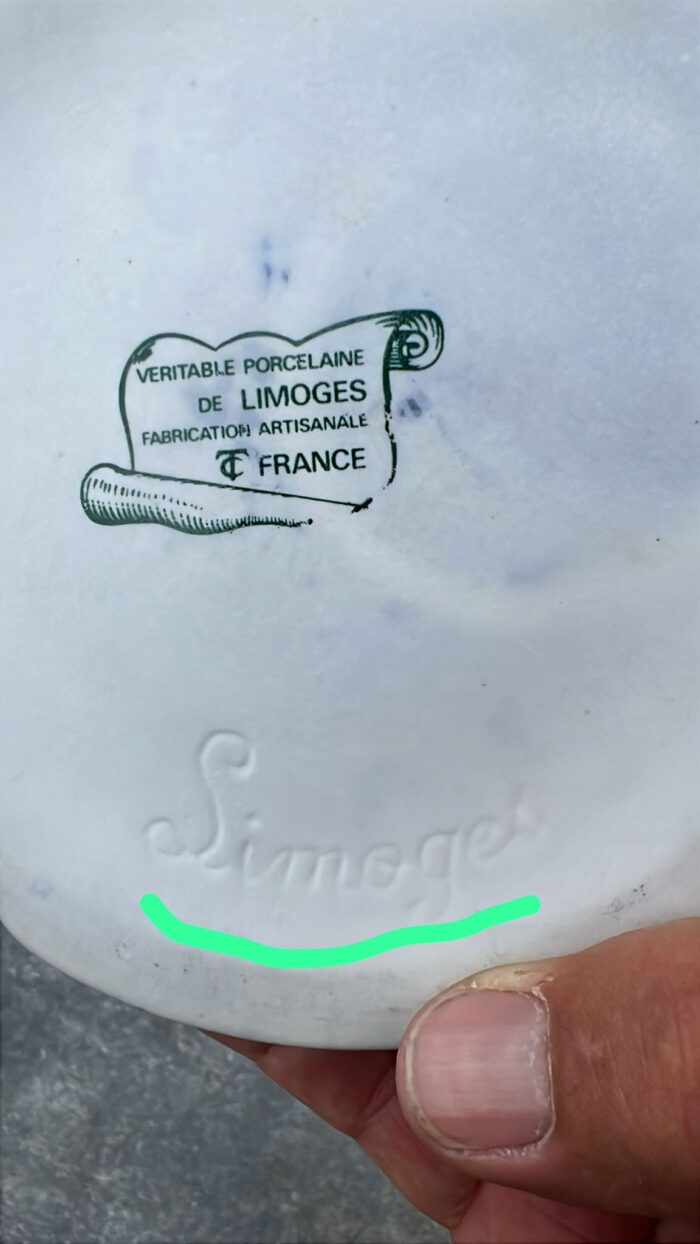 VERITABLE PORCELAINE
DE LIMOGES
FABRICATION ARTISANALE
TC FRANCE
Limoges